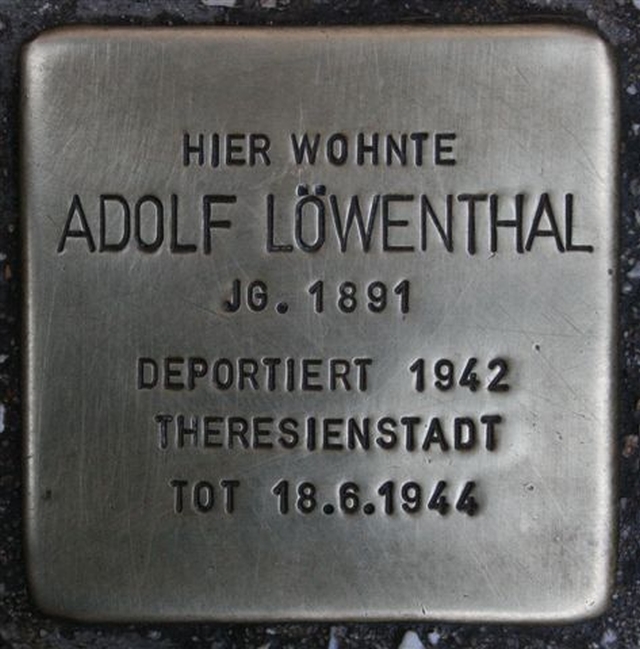 HIER WOHNTE
ADOLF LÖWENTHAL
JG. 1891
DEPORTIERT 1942
THERESIENSTADT
TOT 18.6.1944